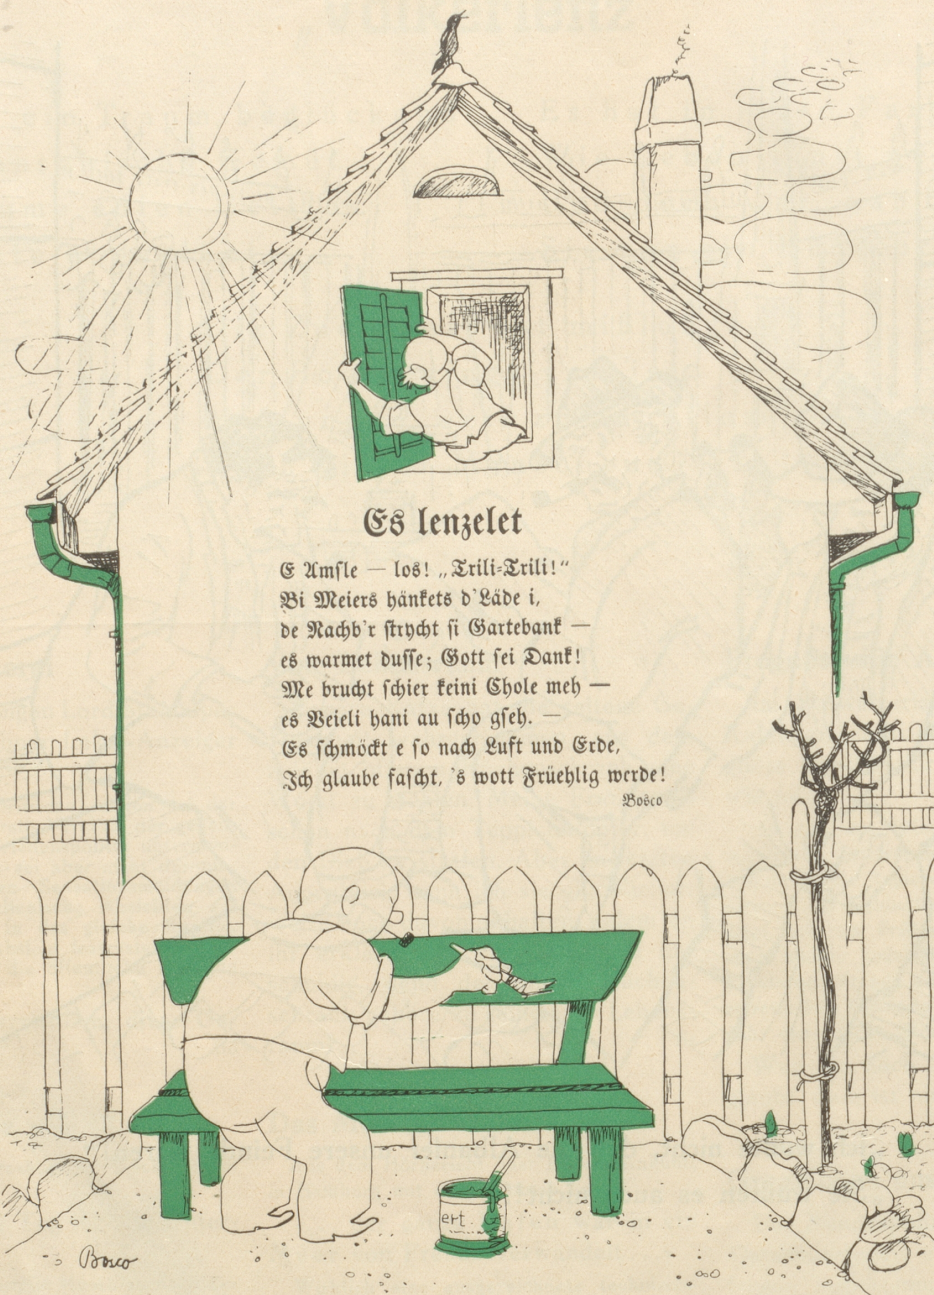 Es lenzelet
E Amsle — los! „Trili-Trili!“
Bi Meiers hänkets d'Läde i,
de Nachb'r strycht si Gartebank —
es warmet dusse; Gott sei Dank!
Me brucht schier keini Chole meh —
es Veieli hani au scho gseh. —
Es schmöckt e so nach Luft und Erde,
Ich glaube fascht, 's wott Früehlig werde!
Bosco
ert
Bosco